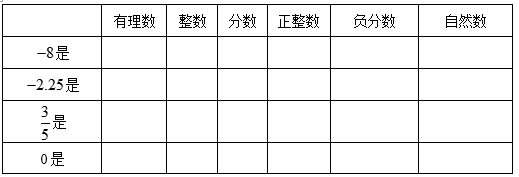 有理数 整数 分数 正整数 负分数 自然数
−8是
−2.25是
3/5是
0是